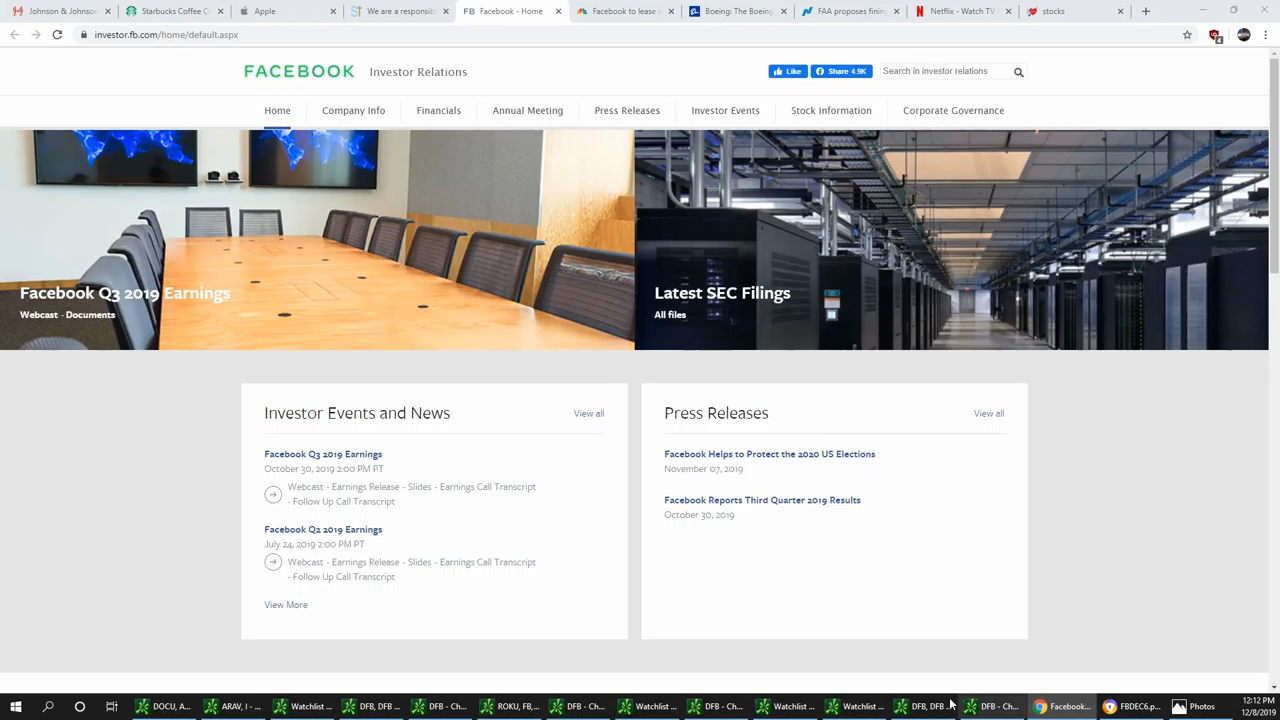 Johnson & Johnson
Starbucks Coffee C
Apple
We are a responsib
FB Facebook - Home
Facebook to lease
Boeing: The Boeing
FAA proposes fining
Netflix - Watch TV
stocks
investor.fb.com/home/default.aspx
FACEBOOK Investor Relations
Like
Share 4.9K
Search in investor relations
Home
Company Info
Financials
Annual Meeting
Press Releases
Investor Events
Stock Information
Corporate Governance
Facebook Q3 2019 Earnings
Webcast - Documents
Latest SEC Filings
All files
Investor Events and News
View all
Facebook Q3 2019 Earnings
October 30, 2019 2:00 PM PT
Webcast - Earnings Release - Slides - Earnings Call Transcript
- Follow Up Call Transcript
Facebook Q2 2019 Earnings
July 24, 2019 2:00 PM PT
Webcast - Earnings Release - Slides - Earnings Call Transcript
- Follow Up Call Transcript
View More
Press Releases
View all
Facebook Helps to Protect the 2020 US Elections
November 07, 2019
Facebook Reports Third Quarter 2019 Results
October 30, 2019
DOCU, A...
ARAV, I - ...
Watchlist ...
DFB, DFB ...
DFB - Ch...
ROKU, FB,...
DFB - Ch...
Watchlist ...
DFB - Ch...
Watchlist ...
Watchlist ...
DFB, DFB ...
DFB - Ch...
Facebook...
FBDEC6.p...
Photos
12:12 PM
12/8/2019